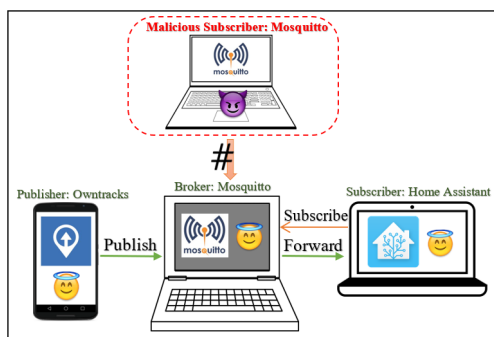 Malicious Subscriber: Mosquitto
mosquitto
#
Publisher: Owntracks
Broker: Mosquitto
Subscriber: Home Assistant
mosquitto
Publish
Subscribe
Forward